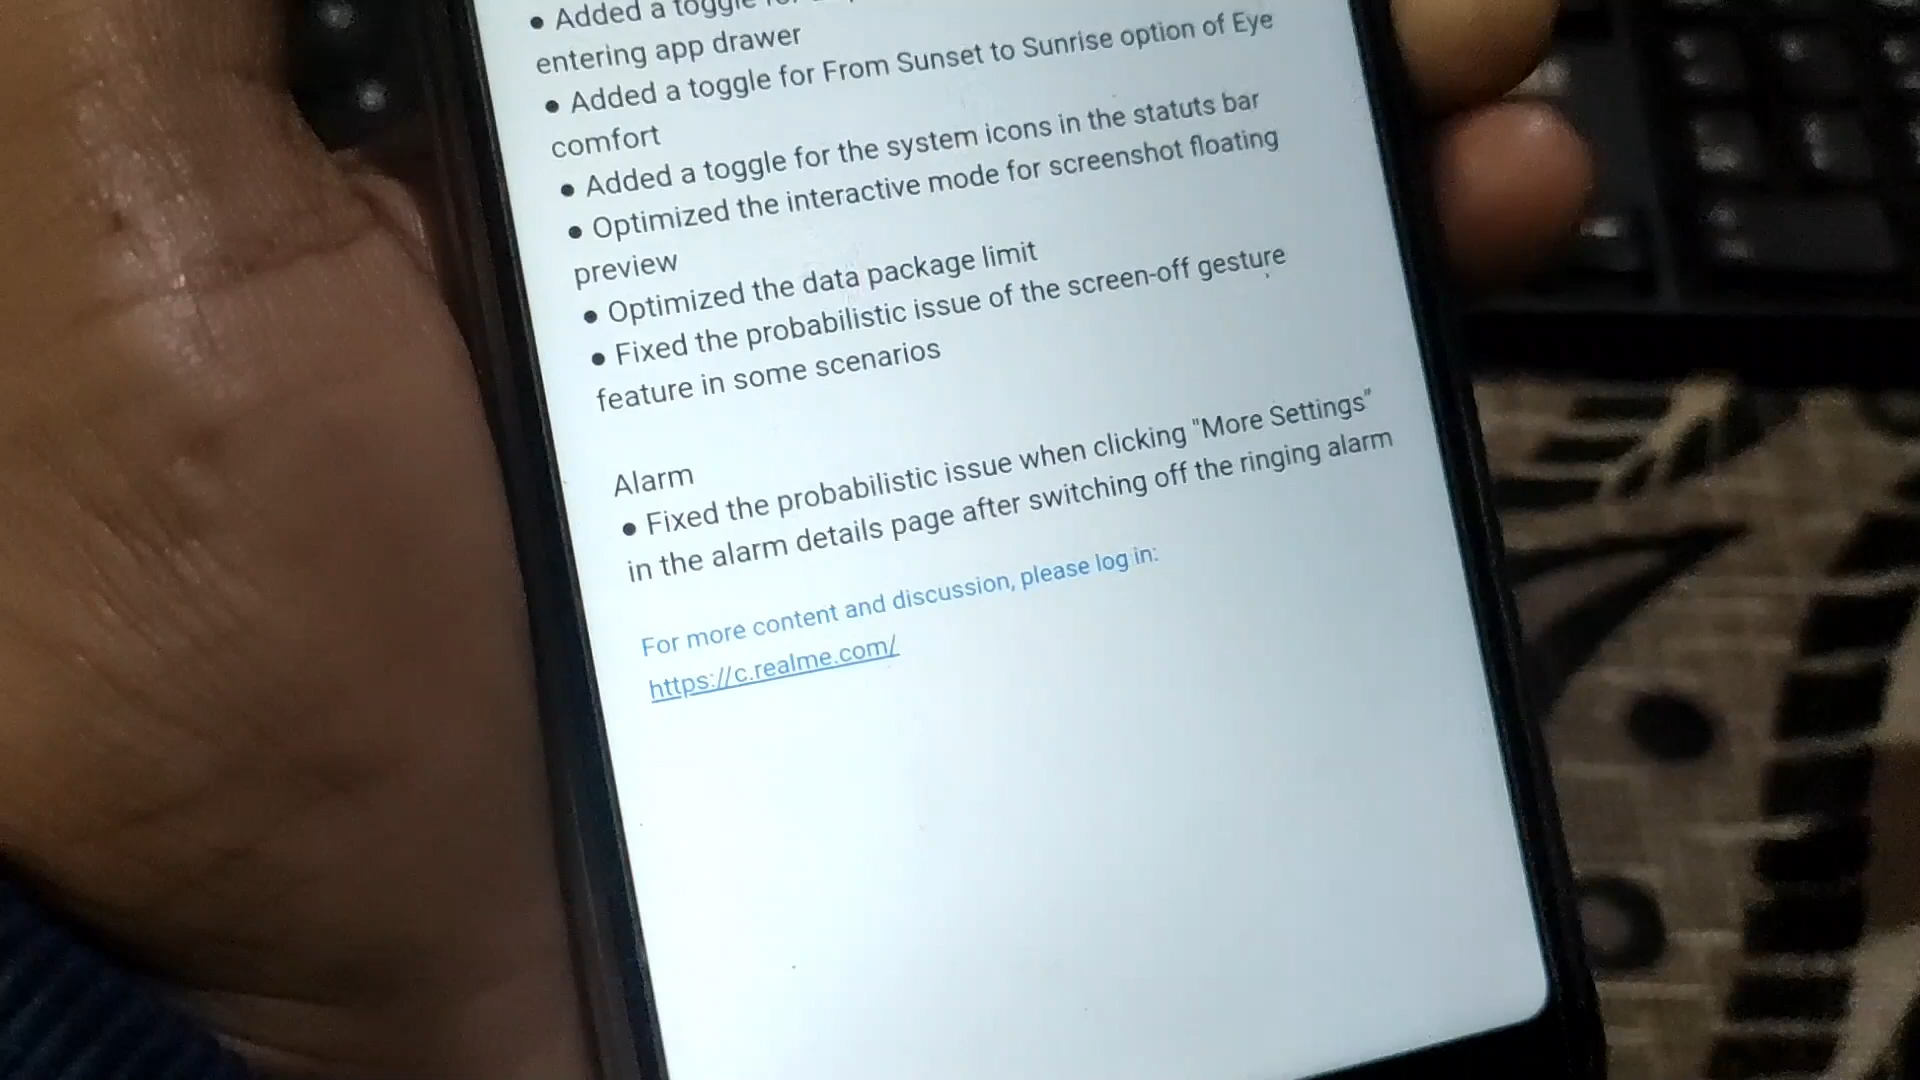 ● Added a toggle
entering app drawer
● Added a toggle for From Sunset to Sunrise option of Eye
comfort
● Added a toggle for the system icons in the statuts bar
● Optimized the interactive mode for screenshot floating
preview
● Optimized the data package limit
● Fixed the probabilistic issue of the screen-off gesture
feature in some scenarios
Alarm
● Fixed the probabilistic issue when clicking "More Settings"
in the alarm details page after switching off the ringing alarm
For more content and discussion, please log in:
https://c.realme.com/